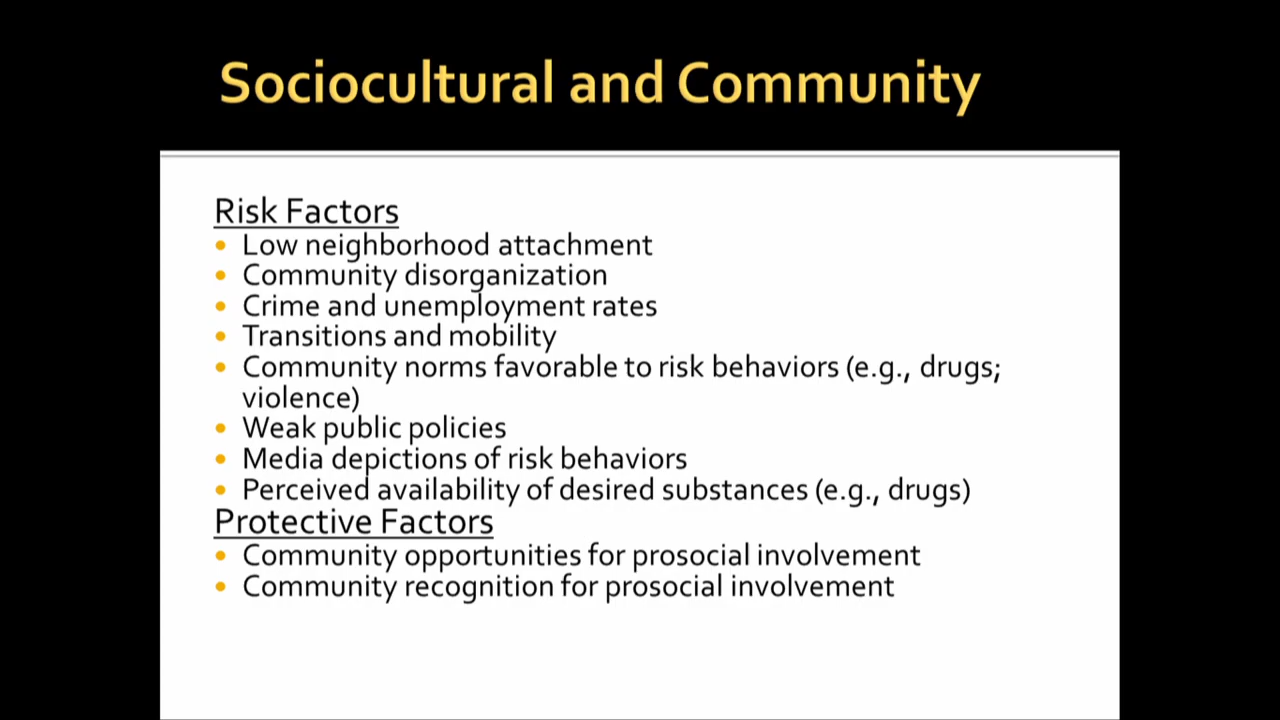 Sociocultural and Community
Risk Factors
• Low neighborhood attachment
• Community disorganization
• Crime and unemployment rates
• Transitions and mobility
• Community norms favorable to risk behaviors (e.g., drugs;
violence)
• Weak public policies
• Media depictions of risk behaviors
• Perceived availability of desired substances (e.g., drugs)
Protective Factors
• Community opportunities for prosocial involvement
• Community recognition for prosocial involvement